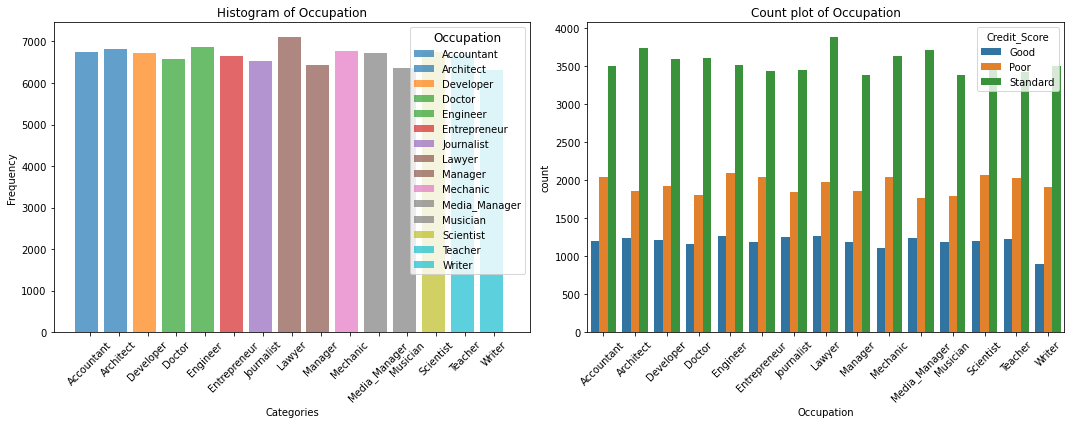 Histogram of Occupation
Frequency
7000
6000
5000
4000
3000
2000
1000
0
Occupation
Accountant
Architect
Developer
Doctor
Engineer
Entrepreneur
Journalist
Lawyer
Manager
Mechanic
Media_Manager
Musician
Scientist
Teacher
Writer
Accountant
Architect
Developer
Doctor
Engineer
Entrepreneur
Journalist
Lawyer
Manager
Mechanic
Media_Manager
Musician
Scientist
Teacher
Writer
Categories
Count plot of Occupation
count
4000
3500
3000
2500
2000
1500
1000
500
0
Credit_Score
Good
Poor
Standard
Accountant
Architect
Developer
Doctor
Engineer
Entrepreneur
Journalist
Lawyer
Manager
Mechanic
Media_Manager
Musician
Scientist
Teacher
Writer
Occupation